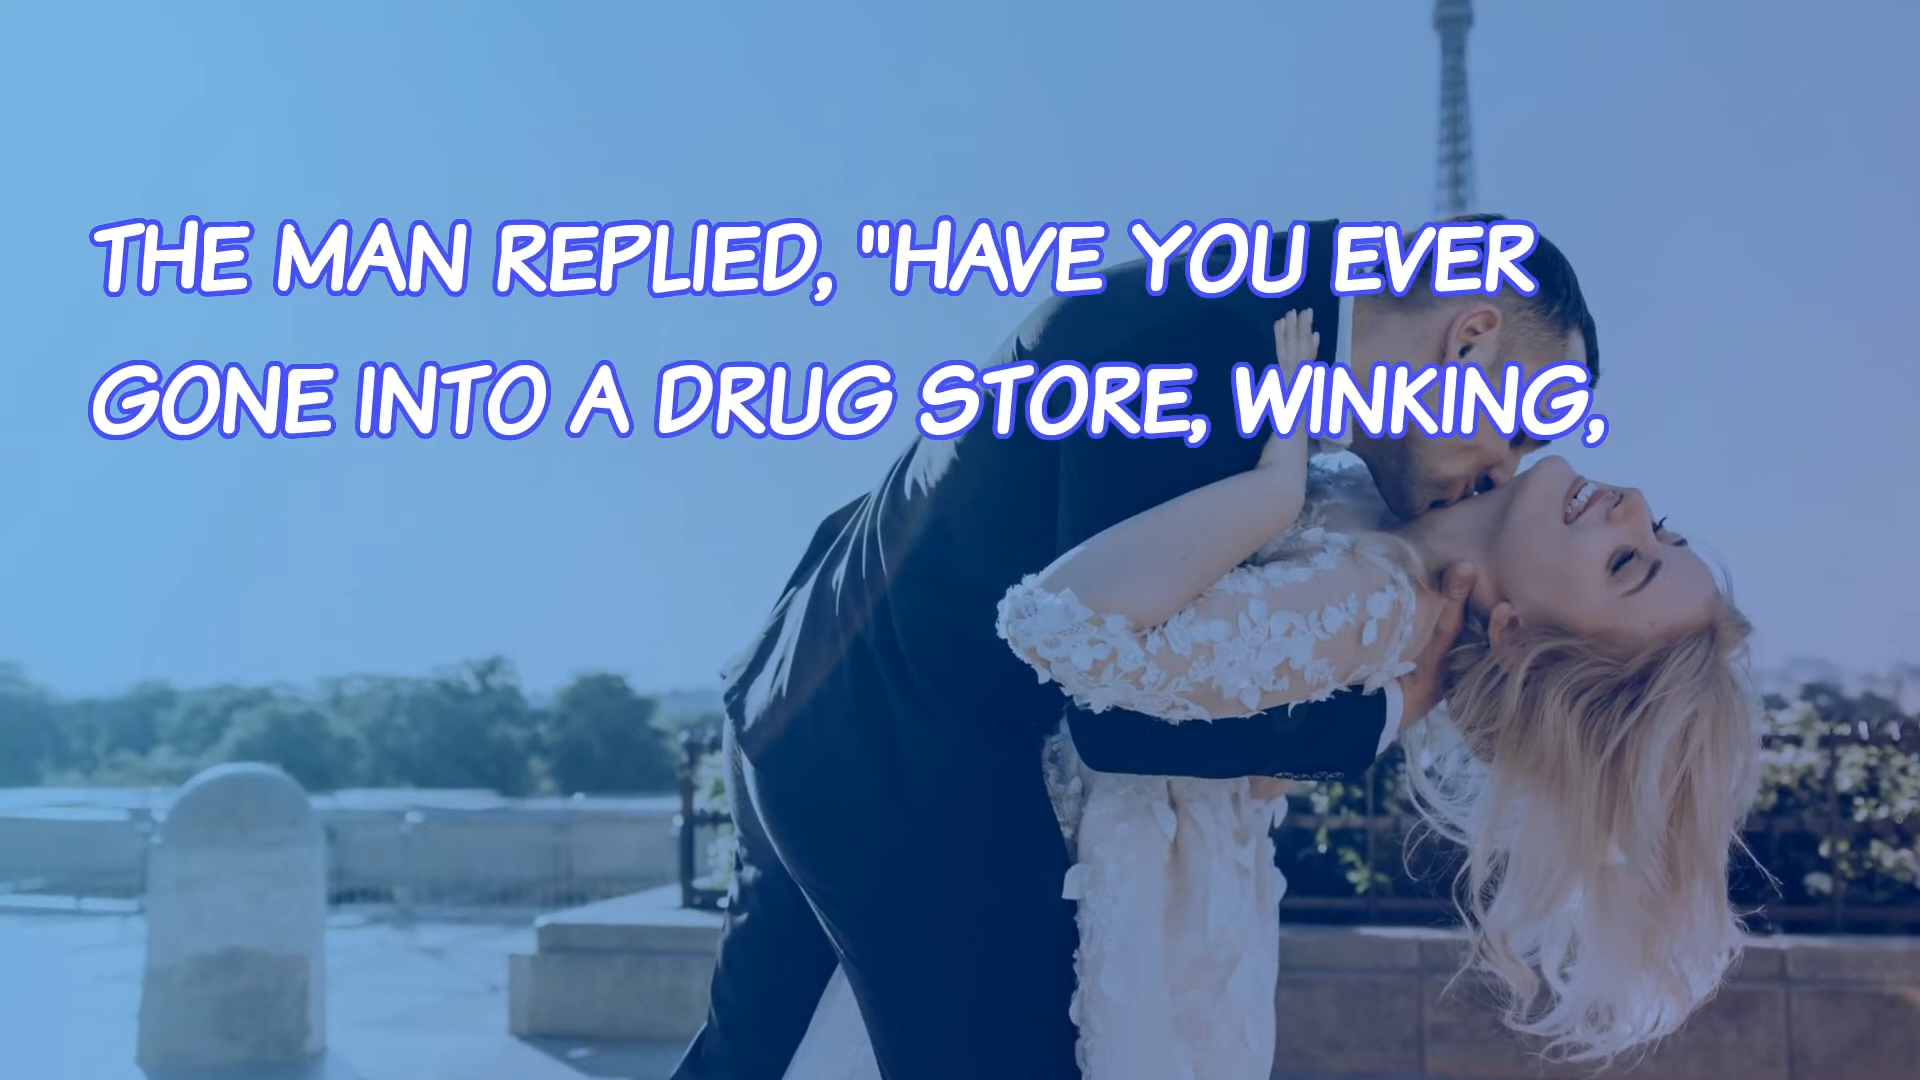 THE MAN REPLIED, "HAVE YOU EVER
GONE INTO A DRUG STORE, WINKING,